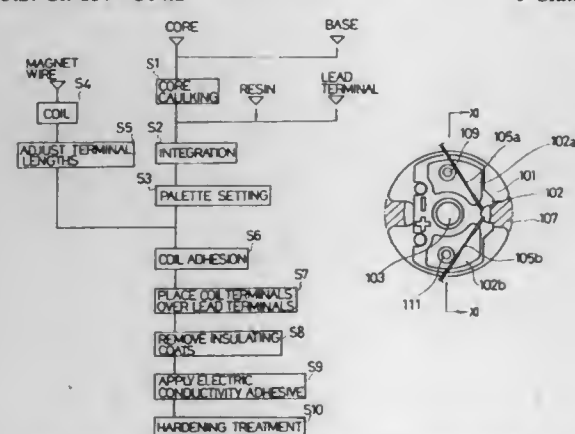 CORE
BASE
MAGNET
WIRE
S4
S1
CORE
CAULKING
RESIN
LEAD
TERMINAL
COIL
S5
S2
ADJUST TERMINAL
LENGTHS
INTEGRATION
S3
PALETTE SETTING
S6
COIL ADHESION
S7
PLACE COIL TERMINALS
OVER LEAD TERMINALS
S8
REMOVE INSULATING
COATS
S9
APPLY ELECTRIC
CONDUCTIVITY ADHESIVE
S10
HARDENING TREATMENT
XI
109
105a
102a
101
102
107
103
105b
102b
111
XI